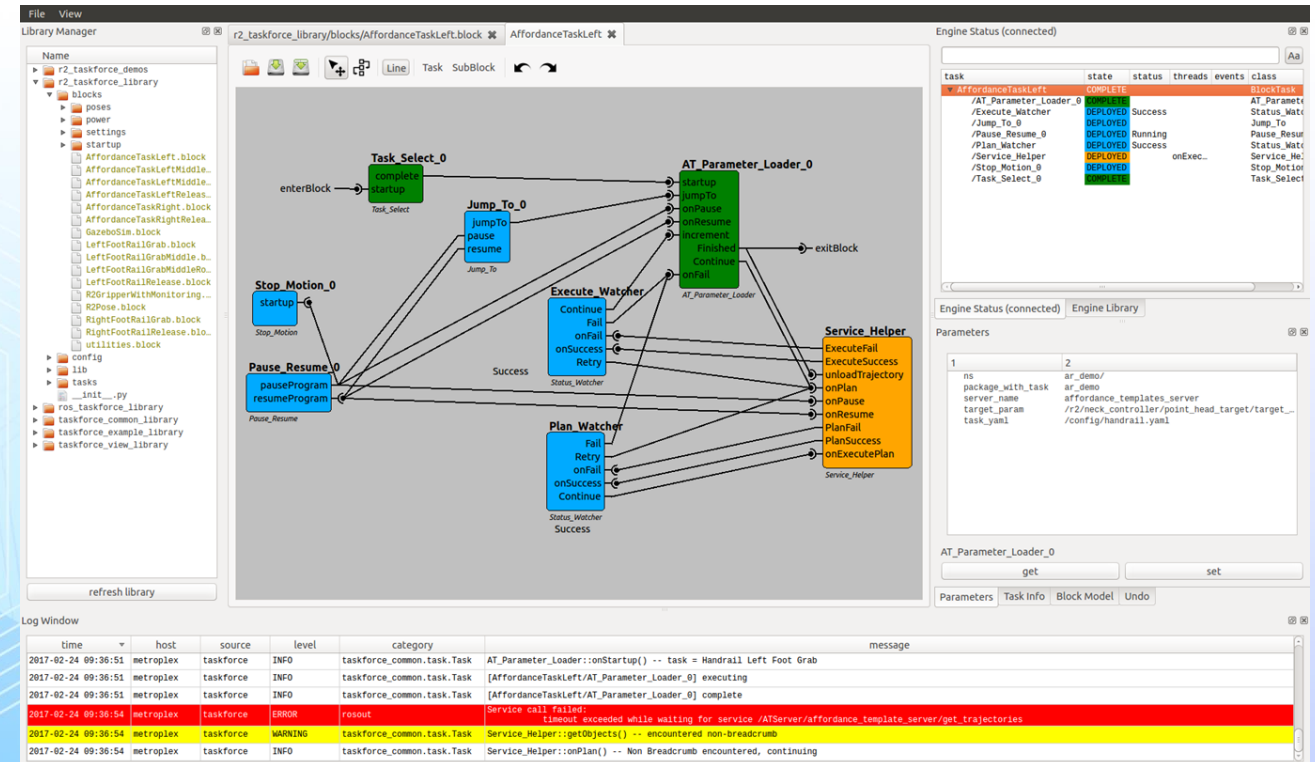 File View
Library Manager
Name
r2_taskforce_demos
r2_taskforce_library
blocks
poses
power
settings
startup
AffordanceTaskLeft.block
AffordanceTaskLeftMiddle…
AffordanceTaskLeftMiddle…
AffordanceTaskLeftReleas…
AffordanceTaskRight.block
AffordanceTaskRightRelea…
GazeboSim.block
LeftFootRailGrab.block
LeftFootRailGrabMiddle.b…
LeftFootRailGrabMiddleRo…
LeftFootRailRelease.block
R2GripperWithMonitoring.…
R2Pose.block
RightFootRailGrab.block
RightFootRailRelease.blo…
utilities.block
config
lib
tasks
__init__.py
ros_taskforce_library
taskforce_common_library
taskforce_example_library
taskforce_view_library
refresh library
r2_taskforce_library/blocks/AffordanceTaskLeft.block AffordanceTaskLeft
Line Task SubBlock
enterBlock
Task_Select_0
complete
startup
Task_Select
Jump_To_0
jumpTo
pause
resume
Jump_To
Stop_Motion_0
startup
Stop_Motion
Pause_Resume_0
pauseProgram
resumeProgram
Pause_Resume
AT_Parameter_Loader_0
startup
jumpTo
onPause
onResume
increment
Finished
Continue
onFail
AT_Parameter_Loader
exitBlock
Execute_Watcher
Continue
Fail
onFail
onSuccess
Retry
Status_Watcher
Success
Plan_Watcher
Fail
Retry
onFail
onSuccess
Continue
Status_Watcher
Success
Service_Helper
ExecuteFail
ExecuteSuccess
unloadTrajectory
onPlan
onPause
onResume
PlanFail
PlanSuccess
onExecutePlan
Service_Helper
Engine Status (connected)
Aa
task state status threads events class
AffordanceTaskLeft COMPLETE BlockTask
/AT_Parameter_Loader_0 COMPLETE AT_Paramete
/Execute_Watcher DEPLOYED Success Status_Watc
/Jump_To_0 DEPLOYED Jump_To
/Pause_Resume_0 DEPLOYED Running Pause_Resum
/Plan_Watcher DEPLOYED Success Status_Watc
/Service_Helper DEPLOYED onExec… Service_Hel
/Stop_Motion_0 DEPLOYED Stop_Motion
/Task_Select_0 COMPLETE Task_Select
Engine Status (connected) Engine Library
Parameters
1 2
ns ar_demo/
package_with_task ar_demo
server_name affordance_templates_server
target_param /r2/neck_controller/point_head_target/target_…
task_yaml /config/handrail.yaml
AT_Parameter_Loader_0
get set
Parameters Task Info Block Model Undo
Log Window
time host source level category message
2017-02-24 09:36:51 metroplex taskforce INFO taskforce_common.task.Task AT_Parameter_Loader::onStartup() -- task = Handrail Left Foot Grab
2017-02-24 09:36:51 metroplex taskforce INFO taskforce_common.task.Task [AffordanceTaskLeft/AT_Parameter_Loader_0] executing
2017-02-24 09:36:51 metroplex taskforce INFO taskforce_common.task.Task [AffordanceTaskLeft/AT_Parameter_Loader_0] complete
2017-02-24 09:36:54 metroplex taskforce ERROR rosout Service call failed:
timeout exceeded while waiting for service /ATServer/affordance_template_server/get_trajectories
2017-02-24 09:36:54 metroplex taskforce WARNING taskforce_common.task.Task Service_Helper::getObjects() -- encountered non-breadcrumb
2017-02-24 09:36:54 metroplex taskforce INFO taskforce_common.task.Task Service_Helper::onPlan() -- Non Breadcrumb encountered, continuing